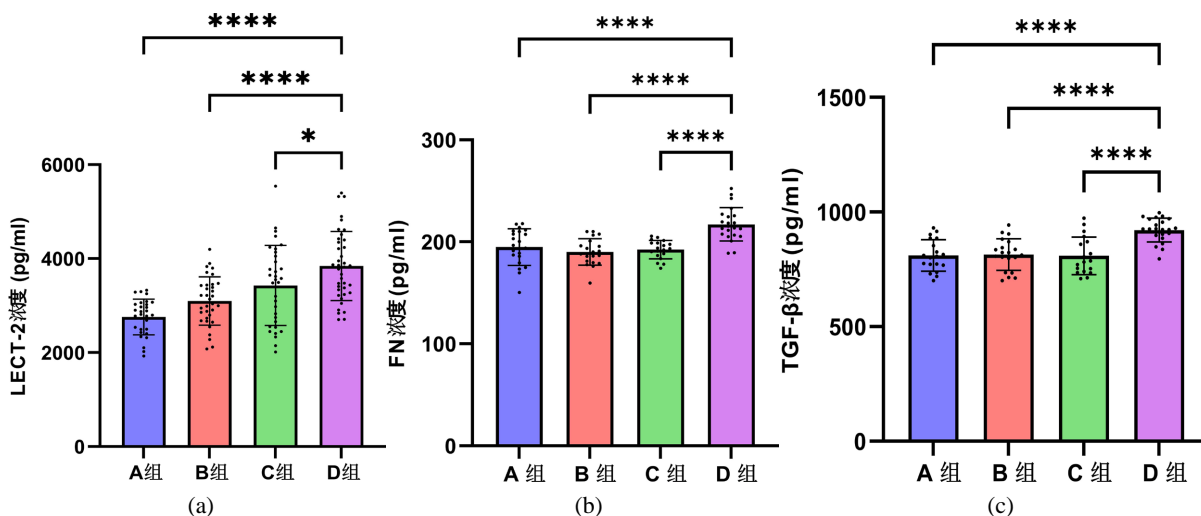 ****
****
*
LECT-2浓度 (pg/ml)
6000
4000
2000
0
A组 B组 C组 D组
(a)
****
****
****
FN浓度(pg/ml)
300
200
100
0
A 组 B 组 C 组 D 组
(b)
****
****
****
TGF-β浓度 (pg/ml)
1500
1000
500
0
A 组 B 组 C 组 D 组
(c)